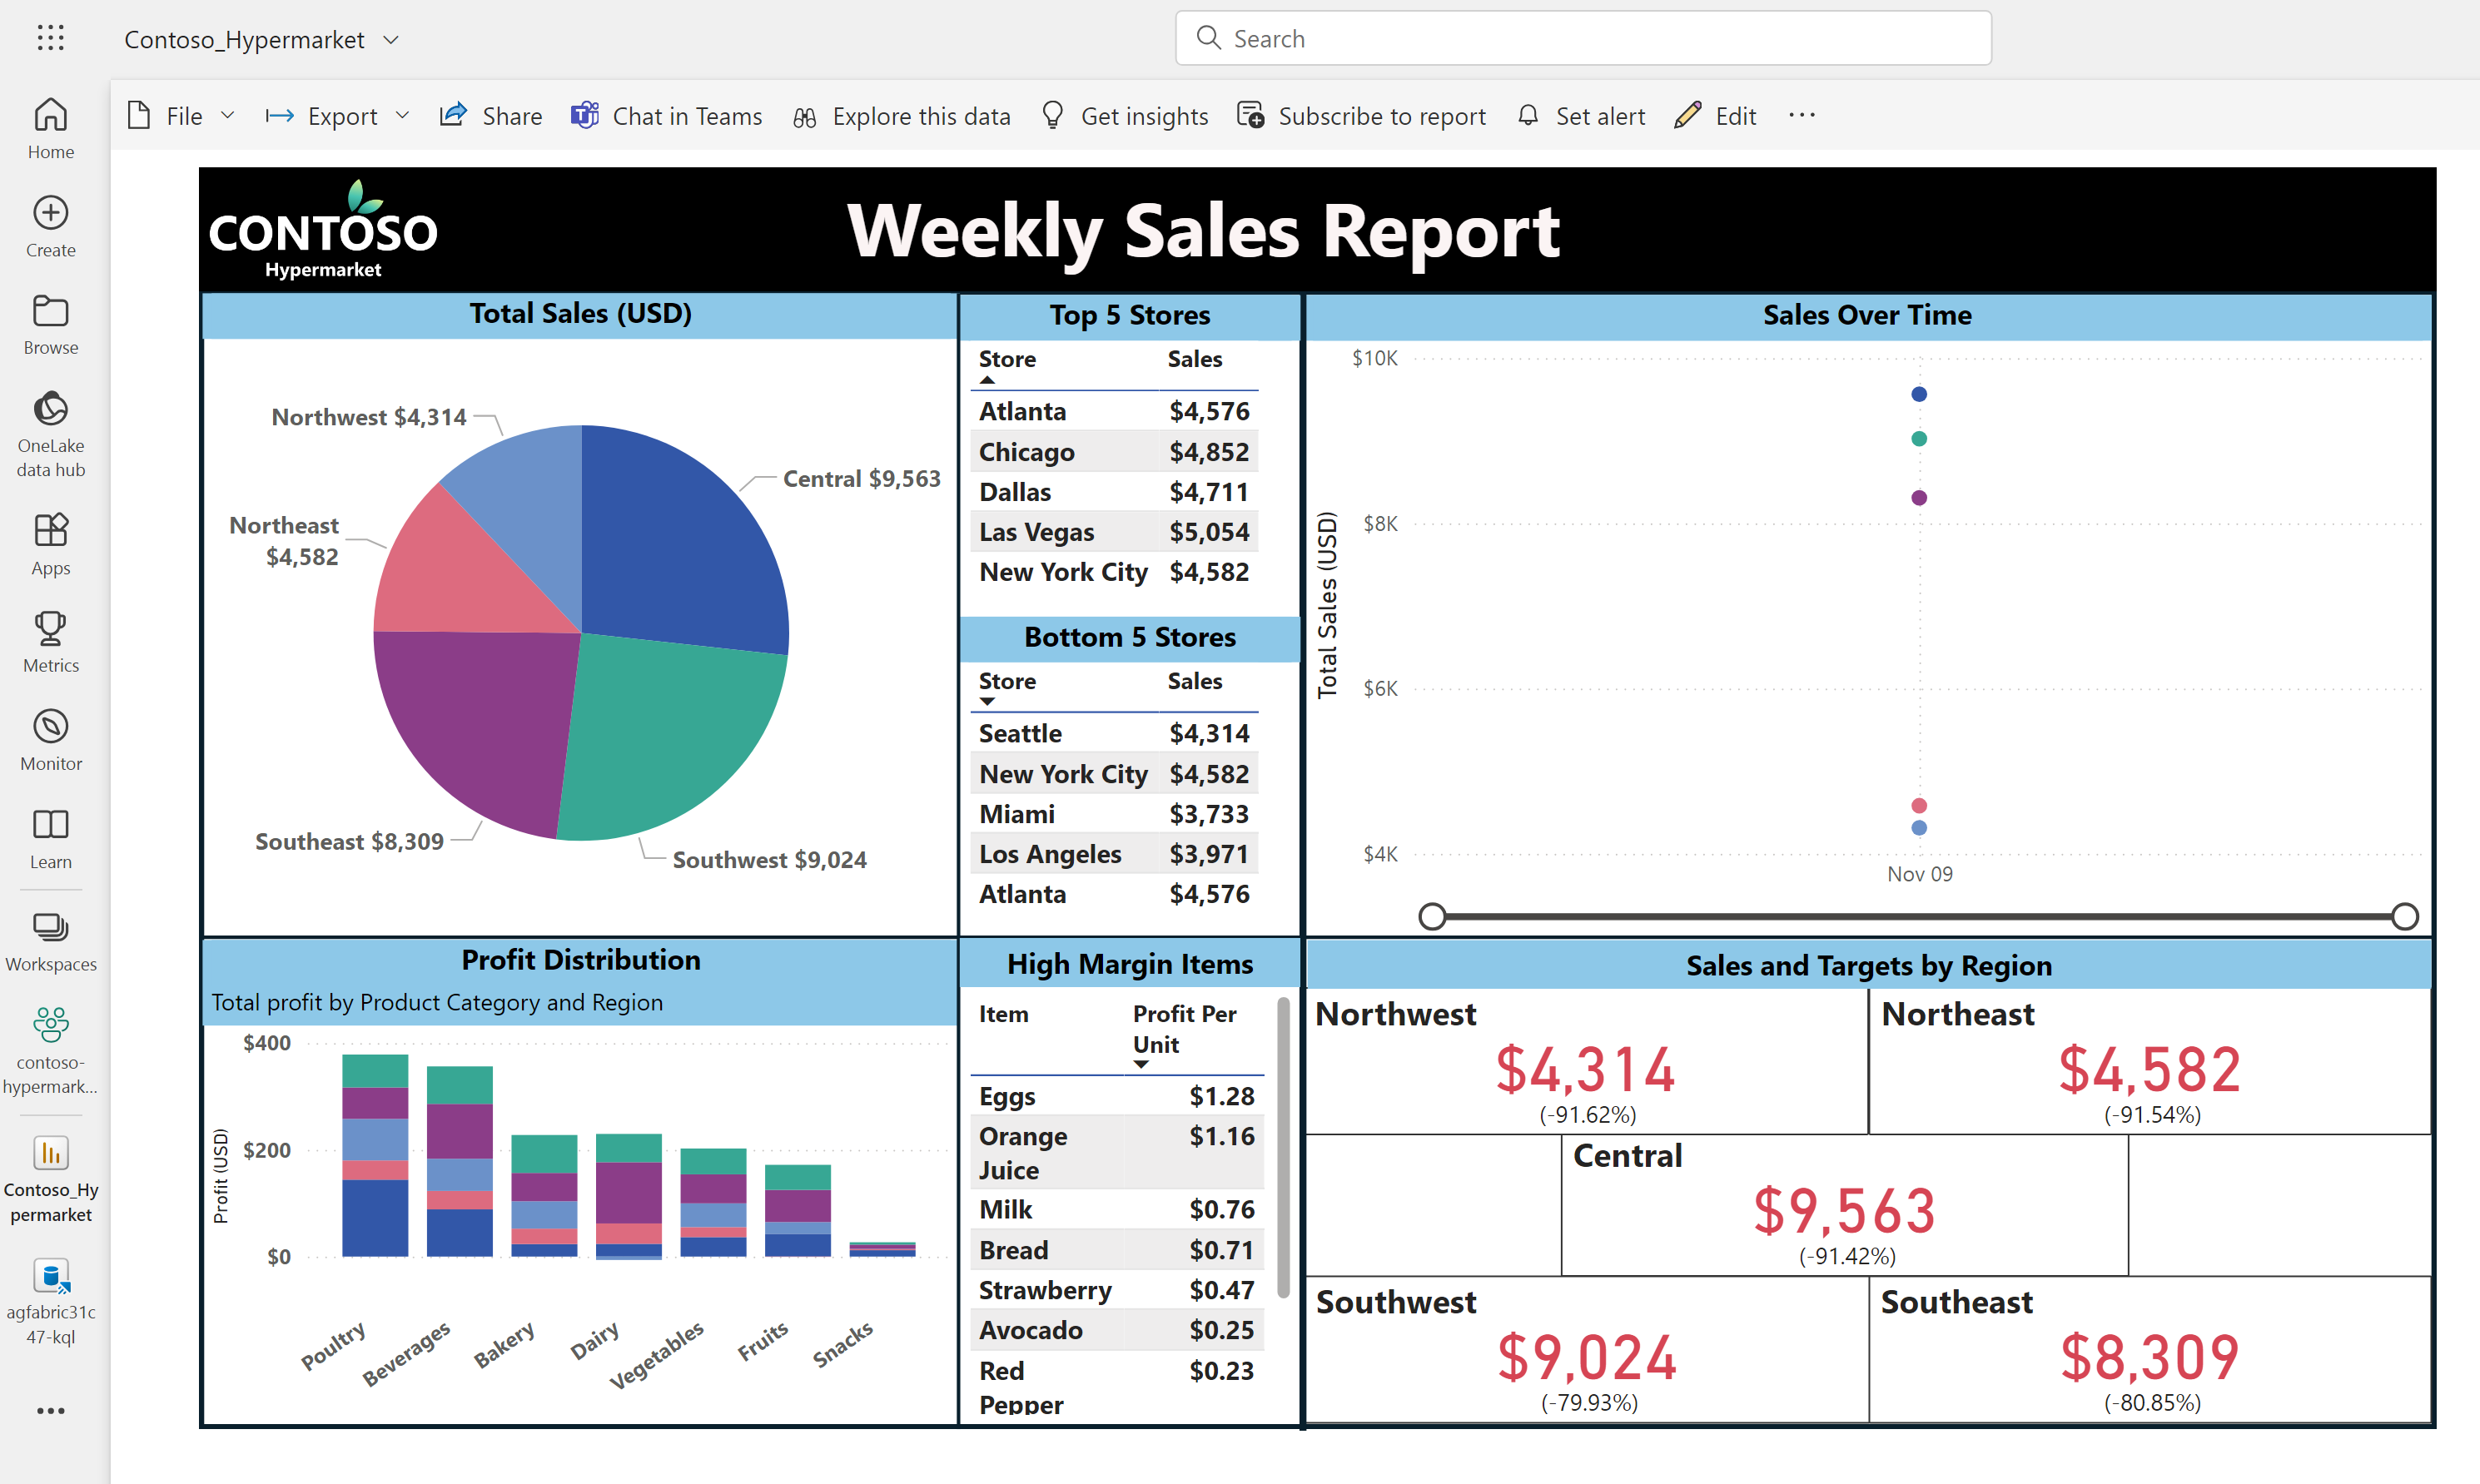 Contoso_Hypermarket
Search
Home
Create
Browse
OneLake
data hub
Apps
Metrics
Monitor
Learn
Workspaces
contoso-
hypermark...
Contoso_Hy
permarket
agfabric31c
47-kql
File
Export
Share
Chat in Teams
Explore this data
Get insights
Subscribe to report
Set alert
Edit
CONTOSO
Hypermarket
Weekly Sales Report
Total Sales (USD)
Northwest $4,314
Central $9,563
Northeast
$4,582
Southeast $8,309
Southwest $9,024
Top 5 Stores
Store Sales
Atlanta $4,576
Chicago $4,852
Dallas $4,711
Las Vegas $5,054
New York City $4,582
Bottom 5 Stores
Store Sales
Seattle $4,314
New York City $4,582
Miami $3,733
Los Angeles $3,971
Atlanta $4,576
Sales Over Time
Total Sales (USD)
$10K
$8K
$6K
$4K
Nov 09
Profit Distribution
Total profit by Product Category and Region
Profit (USD)
$400
$200
$0
Poultry
Beverages
Bakery
Dairy
Vegetables
Fruits
Snacks
High Margin Items
Item Profit Per
Unit
Eggs $1.28
Orange $1.16
Juice
Milk $0.76
Bread $0.71
Strawberry $0.47
Avocado $0.25
Red $0.23
Pepper
Sales and Targets by Region
Northwest
$4,314
(-91.62%)
Northeast
$4,582
(-91.54%)
Central
$9,563
(-91.42%)
Southwest
$9,024
(-79.93%)
Southeast
$8,309
(-80.85%)